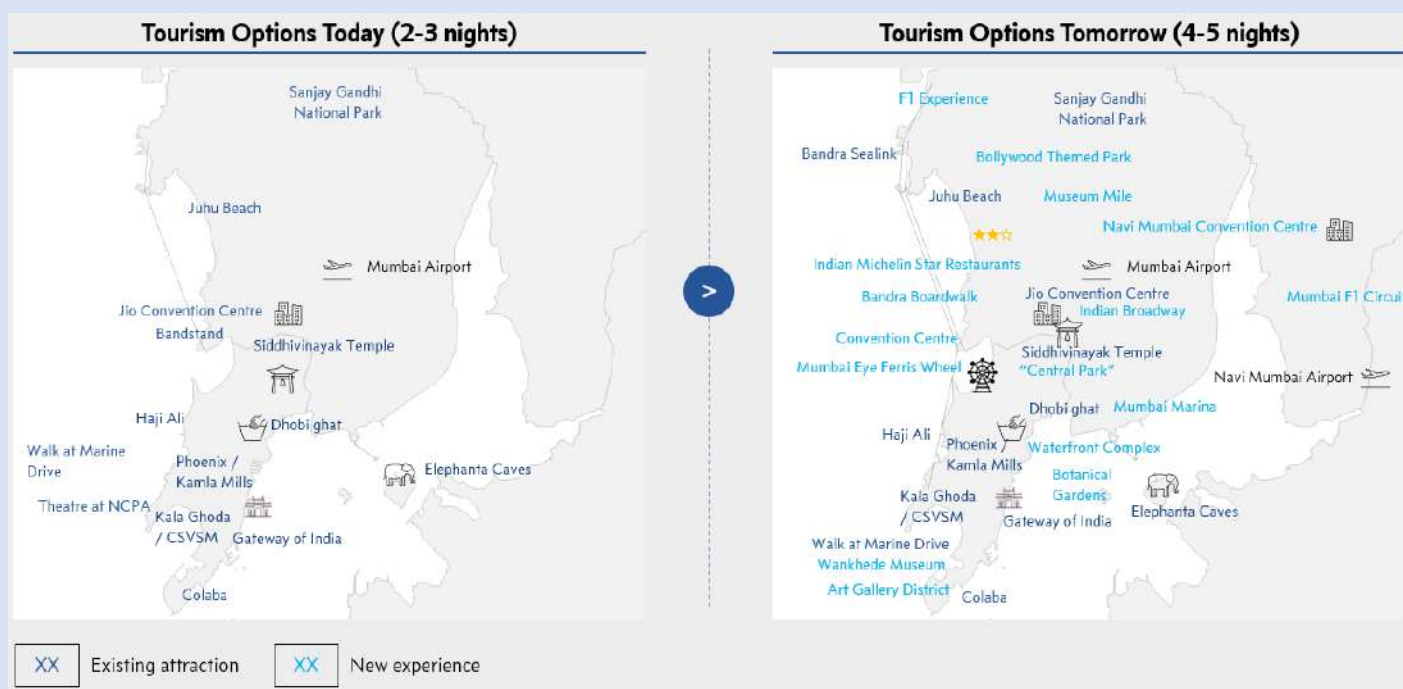 Tourism Options Today (2-3 nights)
Sanjay Gandhi
National Park
Juhu Beach
Mumbai Airport
Jio Convention Centre
Bandstand
Siddhivinayak Temple
Haji Ali
Dhobi ghat
Walk at Marine
Drive
Phoenix /
Kamla Mills
Elephanta Caves
Theatre at NCPA
Kala Ghoda
/ CSVSM
Gateway of India
Colaba
>
Tourism Options Tomorrow (4-5 nights)
F1 Experience
Sanjay Gandhi
National Park
Bandra Sealink
Bollywood Themed Park
Juhu Beach
Museum Mile
Navi Mumbai Convention Centre
Indian Michelin Star Restaurants
Mumbai Airport
Bandra Boardwalk
Jio Convention Centre
Mumbai F1 Circui
Indian Broadway
Convention Centre
Siddhivinayak Temple
Mumbai Eye Ferris Wheel
"Central Park"
Navi Mumbai Airport
Dhobi ghat
Mumbai Marina
Haji Ali
Phoenix /
Kamla Mills
Waterfront Complex
Botanical
Gardens
Kala Ghoda
/ CSVSM
Gateway of India
Elephanta Caves
Walk at Marine Drive
Wankhede Museum
Art Gallery District
Colaba
XX Existing attraction
XX New experience